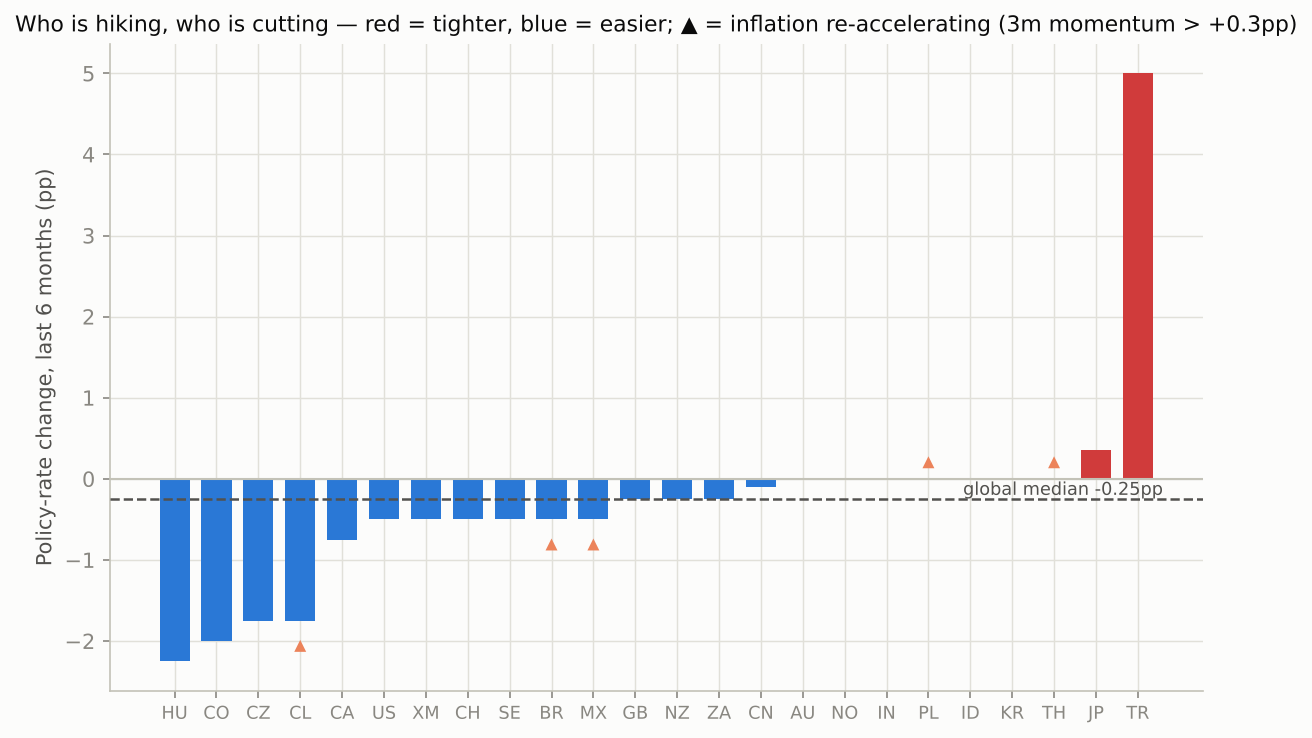 Who is hiking, who is cutting — red = tighter, blue = easier; ▲ = inflation re-accelerating (3m momentum > +0.3pp)
Policy-rate change, last 6 months (pp)
5
4
3
2
1
0
−1
−2
global median -0.25pp
HU CO CZ CL CA US XM CH SE BR MX GB NZ ZA CN AU NO IN PL ID KR TH JP TR